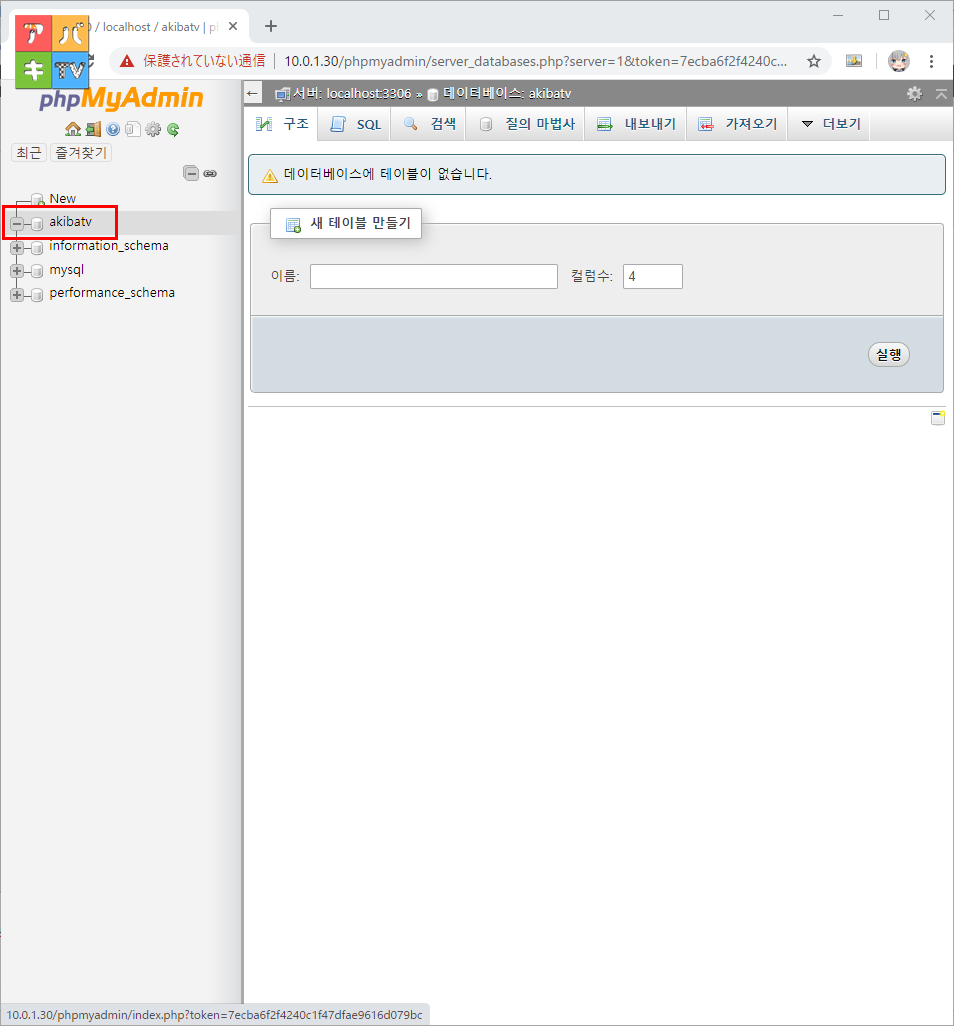 アパ
キTV
0 / localhost / akibatv | p
保護されていない通信
10.0.1.30/phpmyadmin/server_databases.php?server=1&token=7ecba6f2f4240c...
phpMyAdmin
최근 즐겨찾기
New
akibatv
information_schema
mysql
performance_schema
서버: localhost:3306 » 데이터베이스: akibatv
구조 SQL 검색 질의 마법사 내보내기 가져오기 더보기
데이터베이스에 테이블이 없습니다.
새 테이블 만들기
이름: 컬럼수: 4
실행
10.0.1.30/phpmyadmin/index.php?token=7ecba6f2f4240c1f47dfae9616d079bc